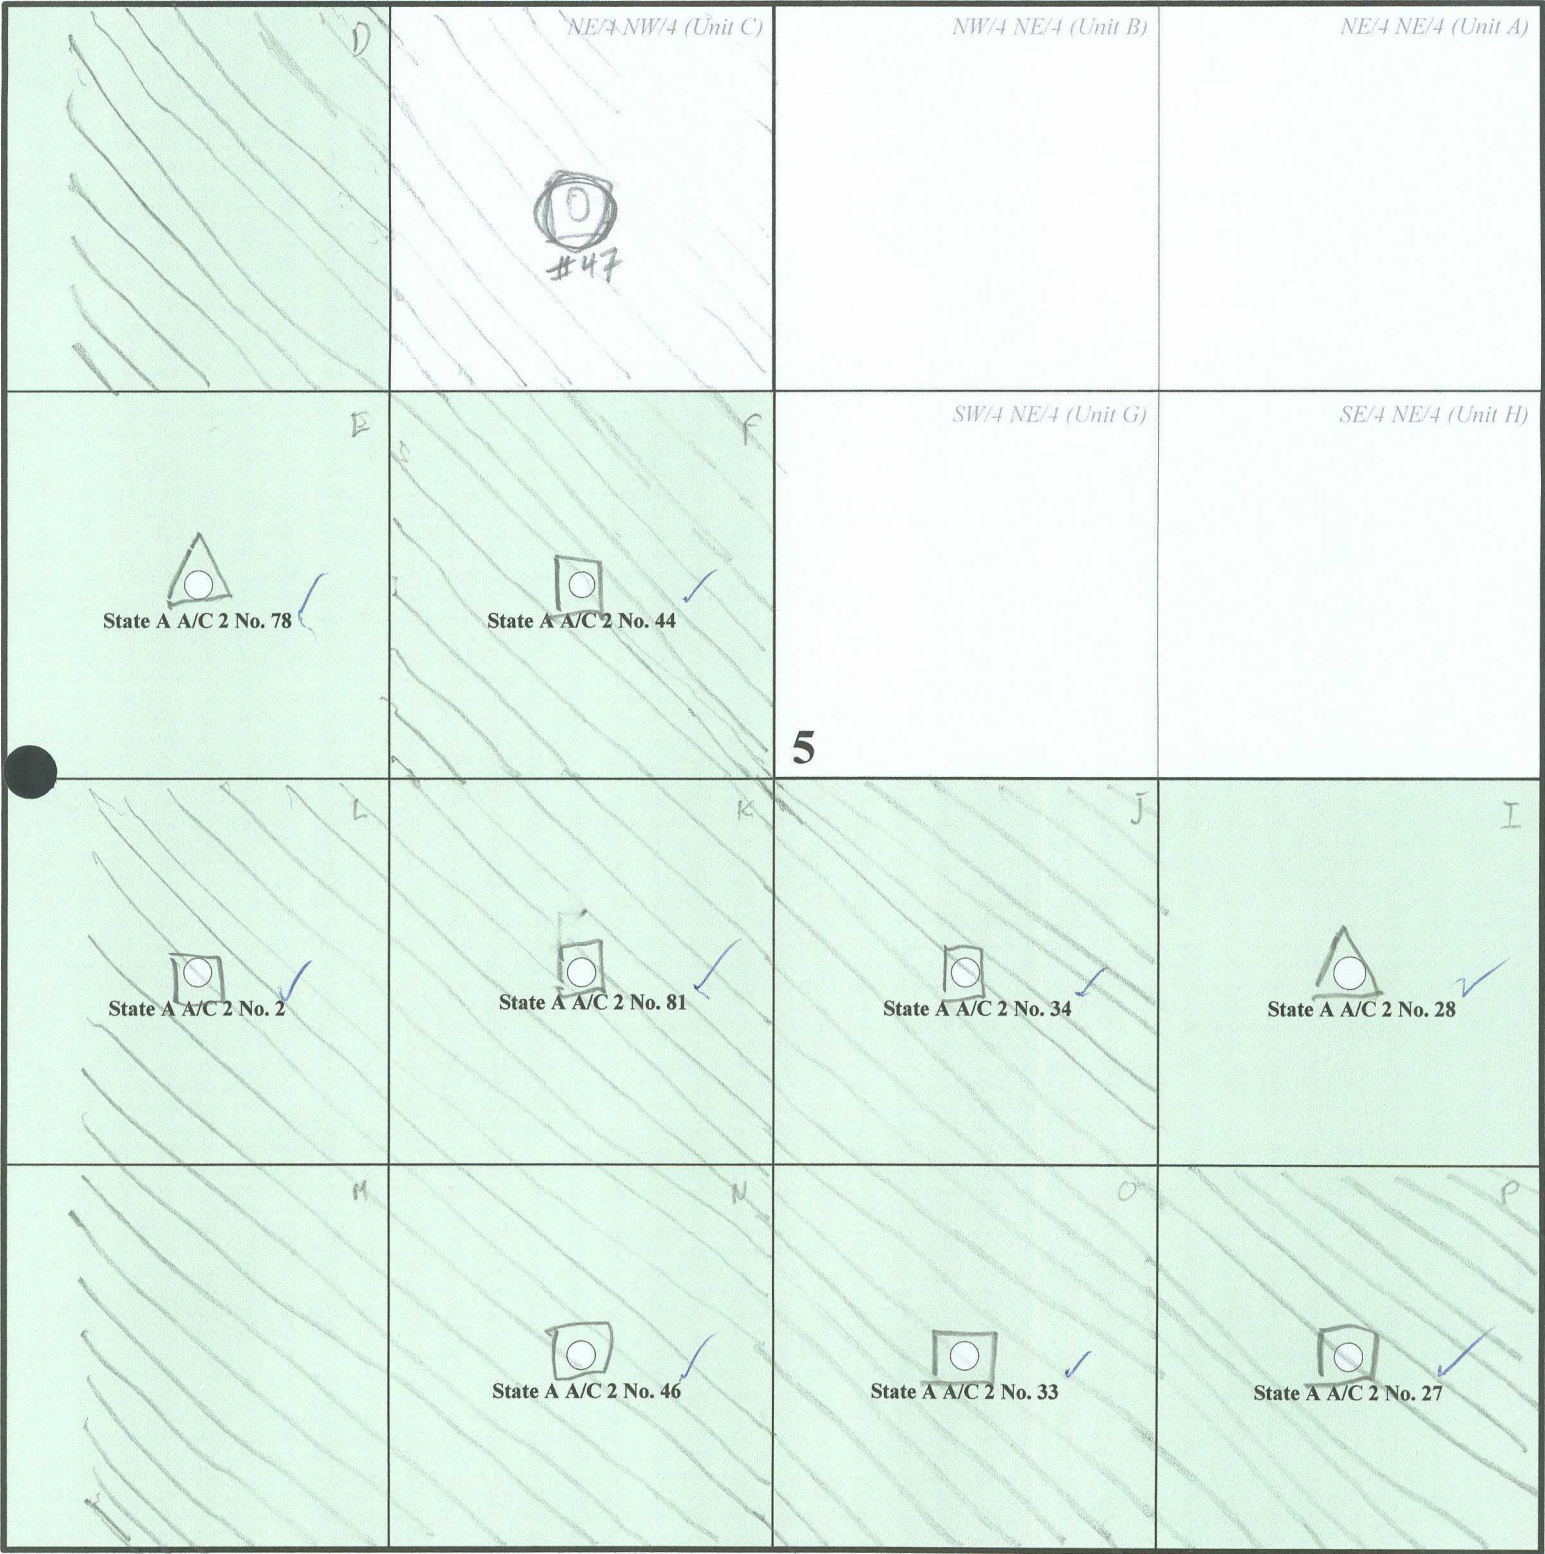 D
NE/4 NW/4 (Unit C)
NW/4 NE/4 (Unit B)
NE/4 NE/4 (Unit A)
#47
E
F
SW/4 NE/4 (Unit G)
SE/4 NE/4 (Unit H)
State A A/C 2 No. 78
State A A/C 2 No. 44
5
L
K
J
I
State A A/C 2 No. 2
State A A/C 2 No. 81
State A A/C 2 No. 34
State A A/C 2 No. 28
M
N
O
P
State A A/C 2 No. 46
State A A/C 2 No. 33
State A A/C 2 No. 27